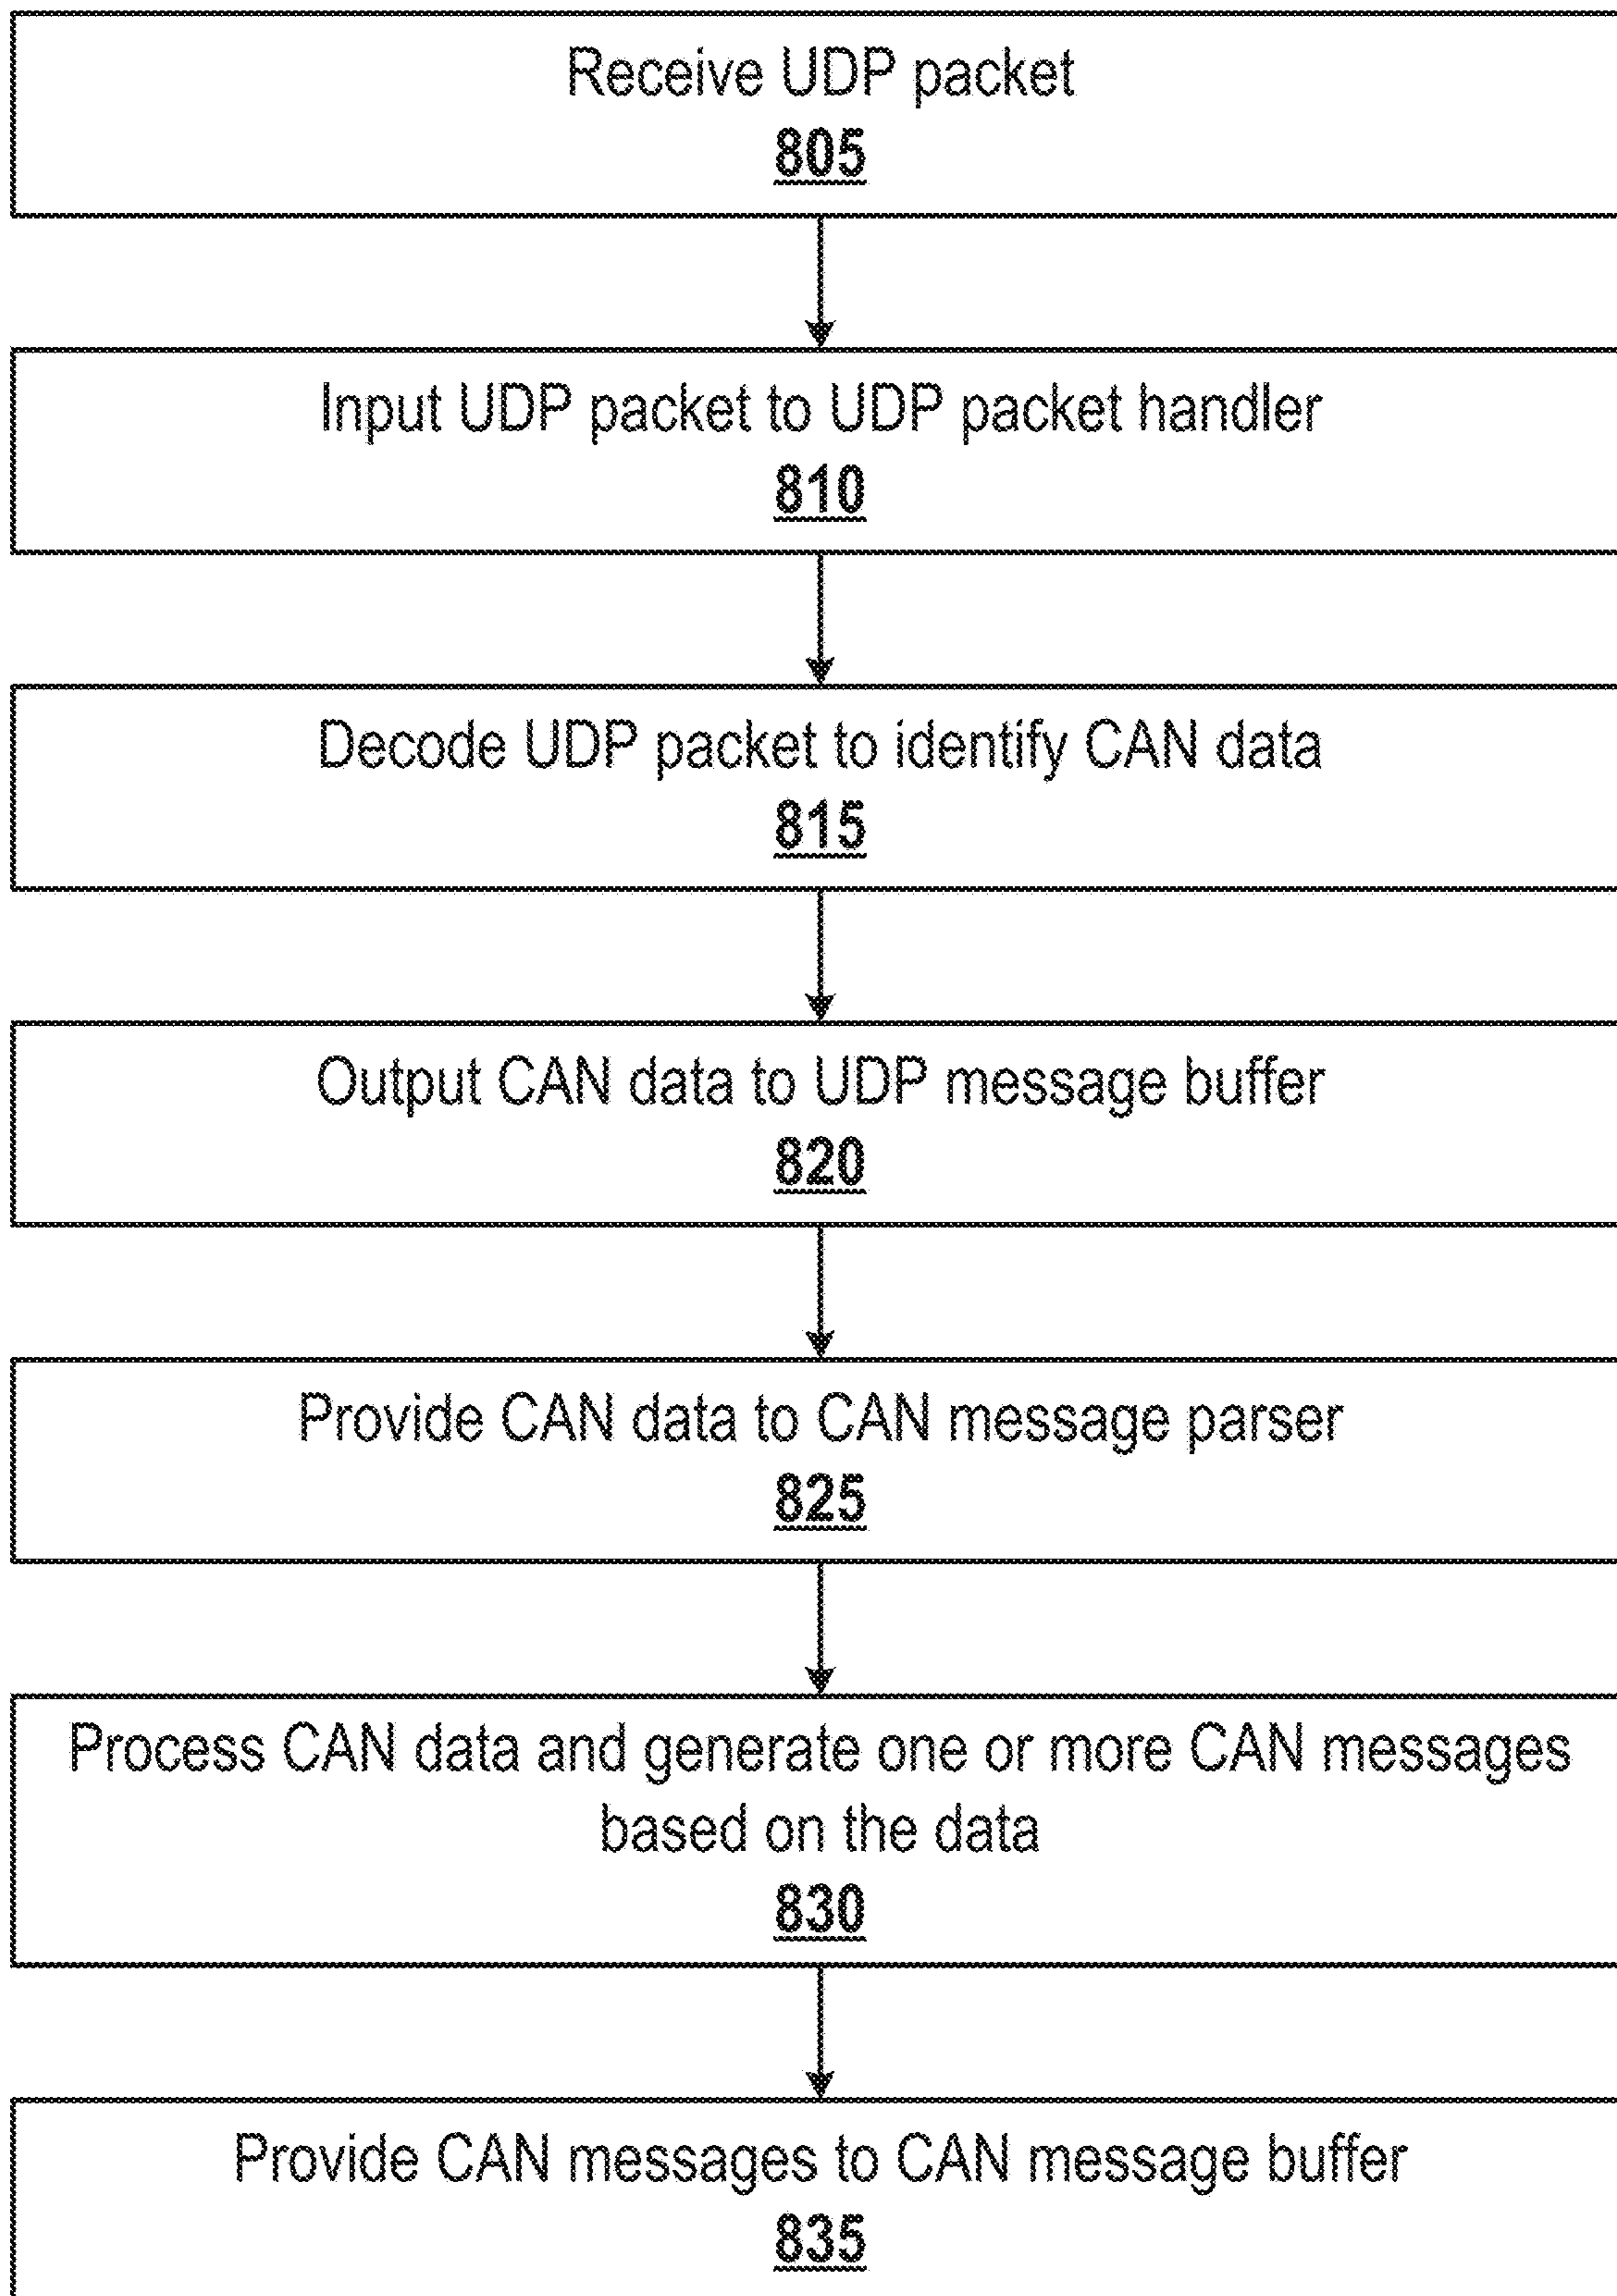 Receive UDP packet
805
Input UDP packet to UDP packet handler
810
Decode UDP packet to identify CAN data
815
Output CAN data to UDP message buffer
820
Provide CAN data to CAN message parser
825
Process CAN data and generate one or more CAN messages
based on the data
830
Provide CAN messages to CAN message buffer
835